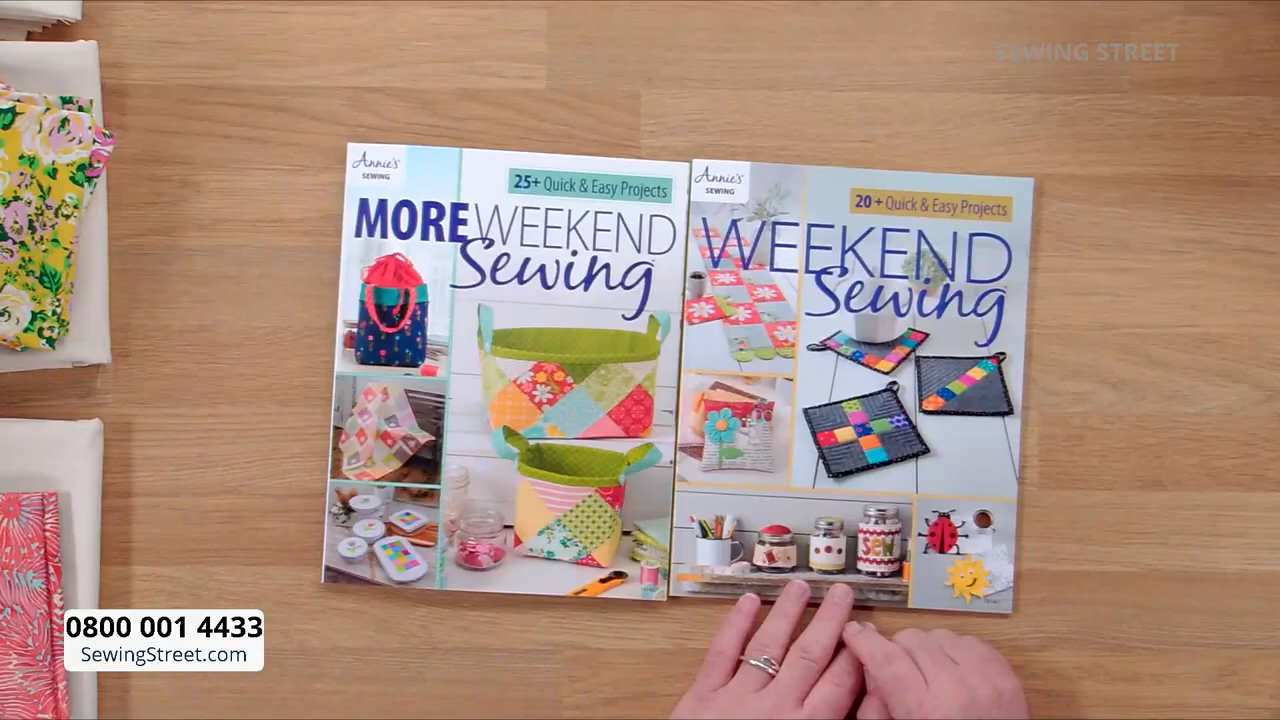 SEWING STREET
Annie's
SEWING
25+ Quick & Easy Projects
MORE WEEKEND
Sewing
Annie's
SEWING
20+ Quick & Easy Projects
WEEKEND
Sewing
sew
0800 001 4433
SewingStreet.com